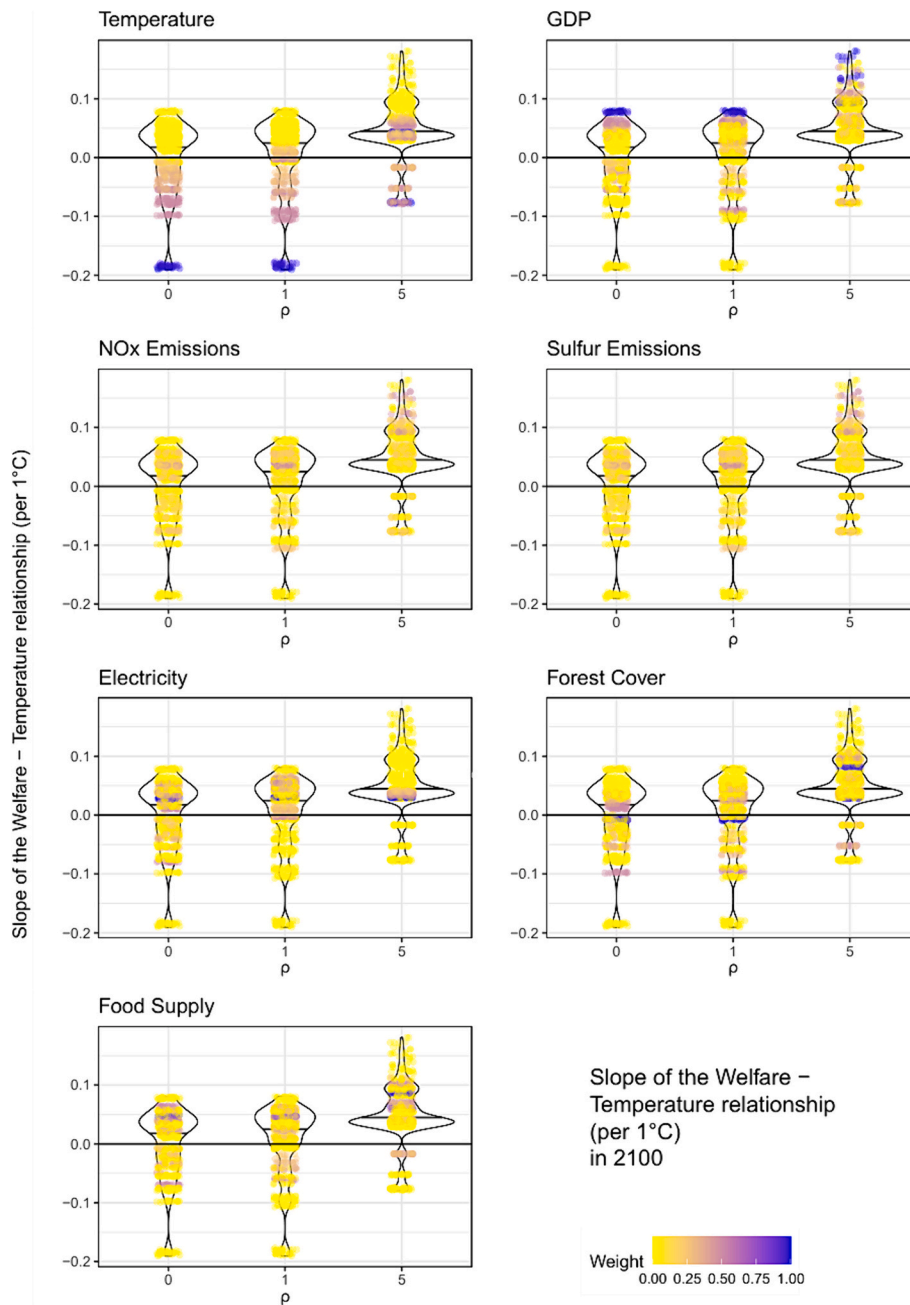 Slope of the Welfare − Temperature relationship (per 1°C)
Temperature
0.1
0.0
−0.1
−0.2
0 1 5
ρ
GDP
0.1
0.0
−0.1
−0.2
0 1 5
ρ
NOx Emissions
0.1
0.0
−0.1
−0.2
0 1 5
ρ
Sulfur Emissions
0.1
0.0
−0.1
−0.2
0 1 5
ρ
Electricity
0.1
0.0
−0.1
−0.2
0 1 5
ρ
Forest Cover
0.1
0.0
−0.1
−0.2
0 1 5
ρ
Food Supply
0.1
0.0
−0.1
−0.2
0 1 5
ρ
Slope of the Welfare −
Temperature relationship
(per 1°C)
in 2100
Weight
0.00 0.25 0.50 0.75 1.00